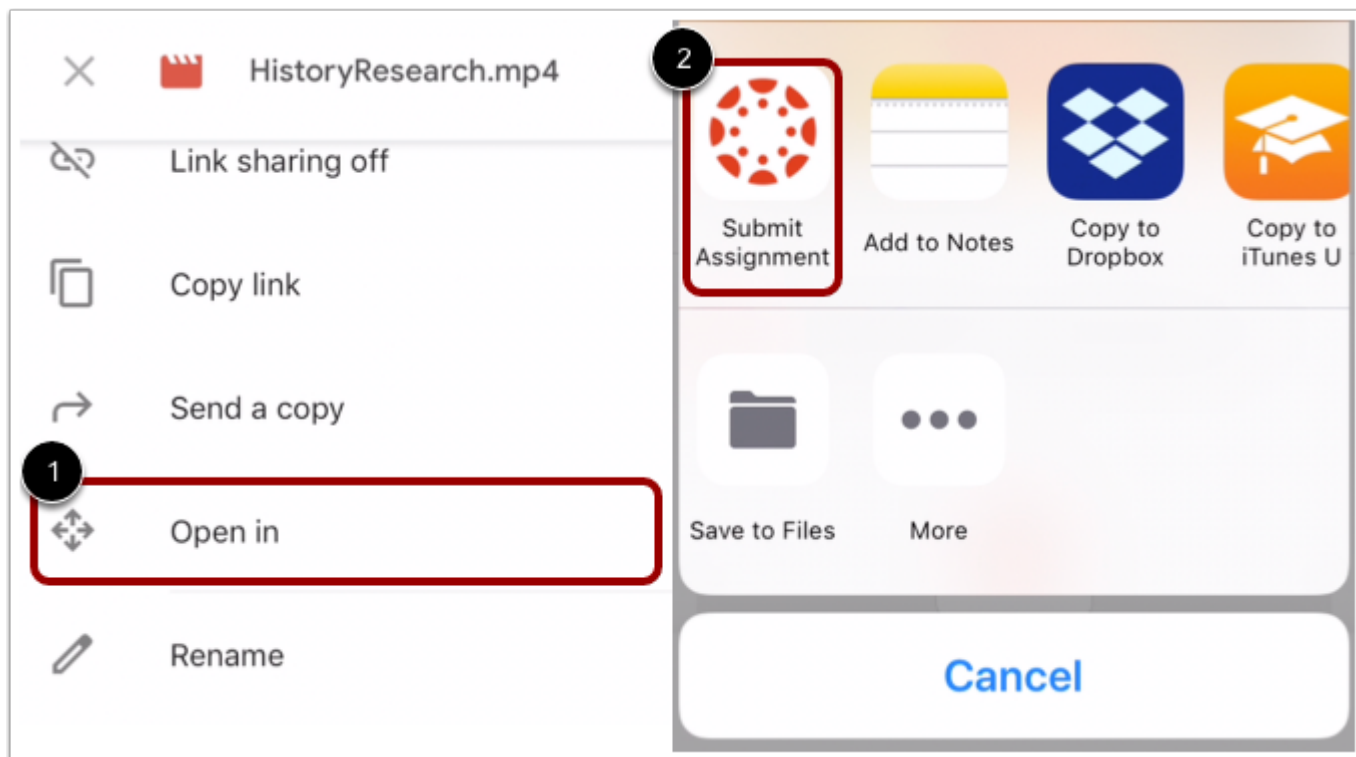 HistoryResearch.mp4
Link sharing off
Copy link
Send a copy
1
Open in
Rename
2
Submit
Assignment
Add to Notes
Copy to
Dropbox
Copy to
iTunes U
Save to Files
More
Cancel